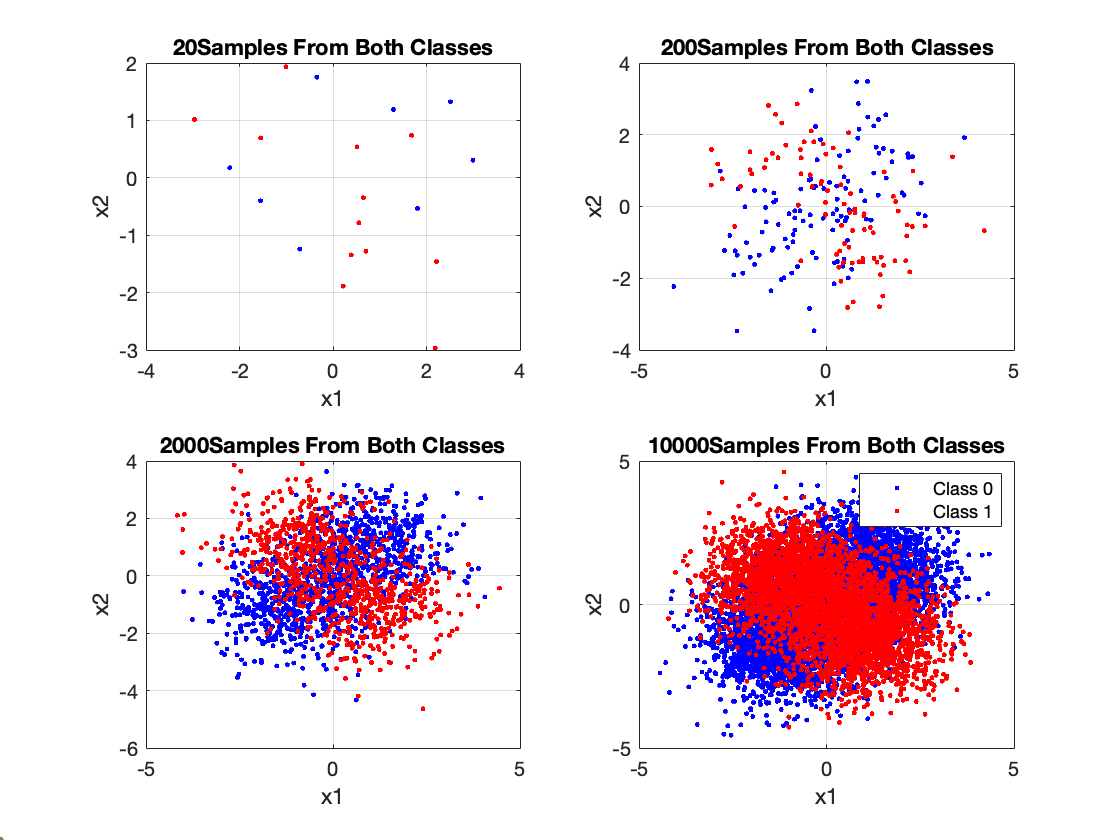 20Samples From Both Classes
2
1
0
-1
-2
-3
x2
-4
-2
0
2
4
x1
200Samples From Both Classes
4
2
0
-2
-4
x2
-5
0
5
x1
2000Samples From Both Classes
4
2
0
-2
-4
-6
x2
-5
0
5
x1
10000Samples From Both Classes
Class 0
Class 1
5
0
-5
x2
-5
0
5
x1